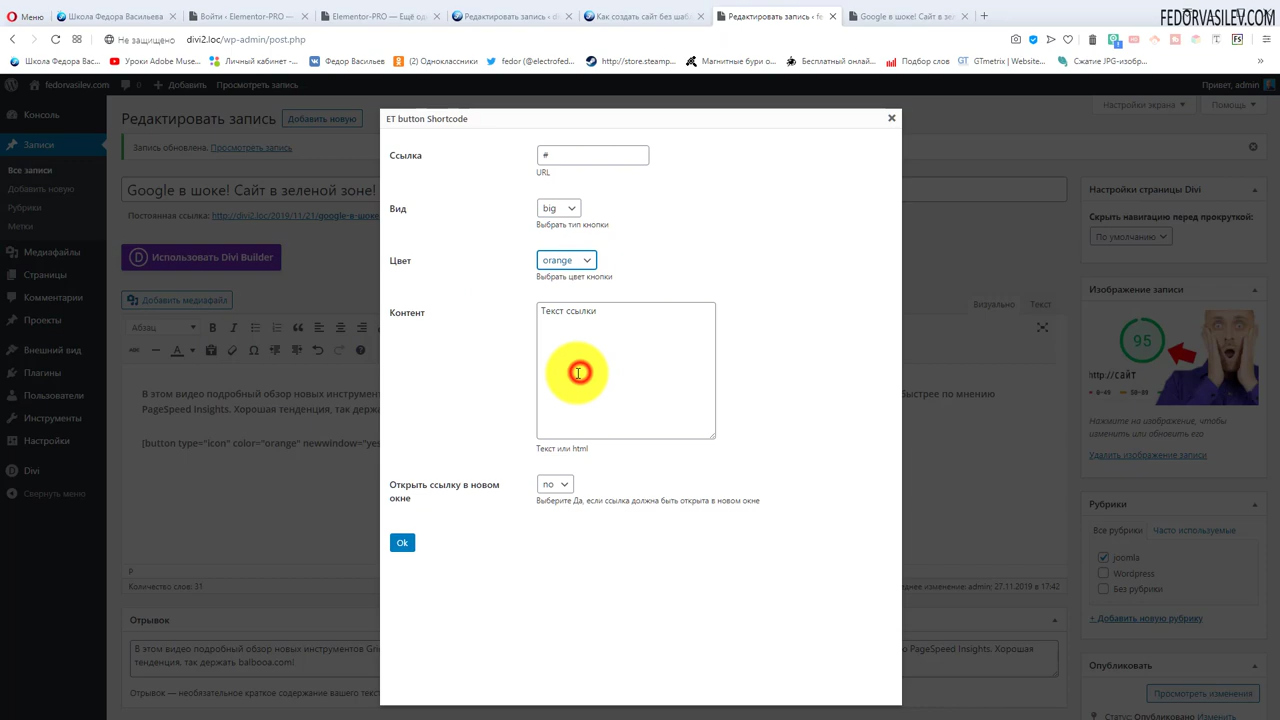 FEDORVASILEV.COM
Меню
Школа Федора Васильева
Войти ‹ Elementor-PRO —
Elementor-PRO — Ещё од
Редактировать запись ‹ di
Как создать сайт без шаб
Редактировать запись ‹ fe
Google в шоке! Сайт в зел
Не защищено
divi2.loc/wp-admin/post.php
Школа Федора Вас...
Уроки Adobe Muse...
Личный кабинет -...
Федор Васильев
(2) Одноклассники
fedor (@electrofed...
http://store.steamp...
Магнитные бури о...
Бесплатный онлай...
Подбор слов
GTmetrix | Website...
Сжатие JPG-изобр...
fedorvasilev.com
0
Добавить
Просмотреть запись
Привет, admin
Консоль
Записи
Все записи
Добавить новую
Рубрики
Метки
Медиафайлы
Страницы
Комментарии
Проекты
Внешний вид
Плагины
Пользователи
Инструменты
Настройки
Divi
Свернуть меню
Настройки экрана
Помощь
Редактировать запись
Добавить новую
Запись обновлена. Просмотреть запись
Google в шоке! Сайт в зеленой зоне!
Постоянная ссылка: http://divi2.loc/2019/11/21/google-в-шоке
Использовать Divi Builder
Добавить медиафайл
Визуально
Текст
Абзац
В этом видео подробный обзор новых инструмент
быстрее по мнению
PageSpeed Insights. Хорошая тенденция, так держа
[button type="icon" color="orange" newwindow="yes
P
Количество слов: 31
днее изменение: admin; 27.11.2019 в 17:42
Отрывок
В этом видео подробный обзор новых инструментов Gri
ю PageSpeed Insights. Хорошая
тенденция, так держать balbooa.com!
Отрывок — необязательное краткое содержание вашего текст
ET button Shortcode
Ссылка
#
URL
Вид
big
Выбрать тип кнопки
Цвет
orange
Выбрать цвет кнопки
Контент
Текст ссылки
Текст или html
Открыть ссылку в новом
окне
no
Выберите Да, если ссылка должна быть открыта в новом окне
Ok
Настройки страницы Divi
Скрыть навигацию перед прокруткой:
По умолчанию
Изображение записи
95
http://сайт
Нажмите на изображение, чтобы
изменить или обновить его
Удалить изображение записи
Рубрики
Все рубрики
Часто используемые
Joomla
Wordpress
Без рубрики
+ Добавить новую рубрику
Опубликовать
Просмотреть изменения
Статус: Опубликовано Изменить